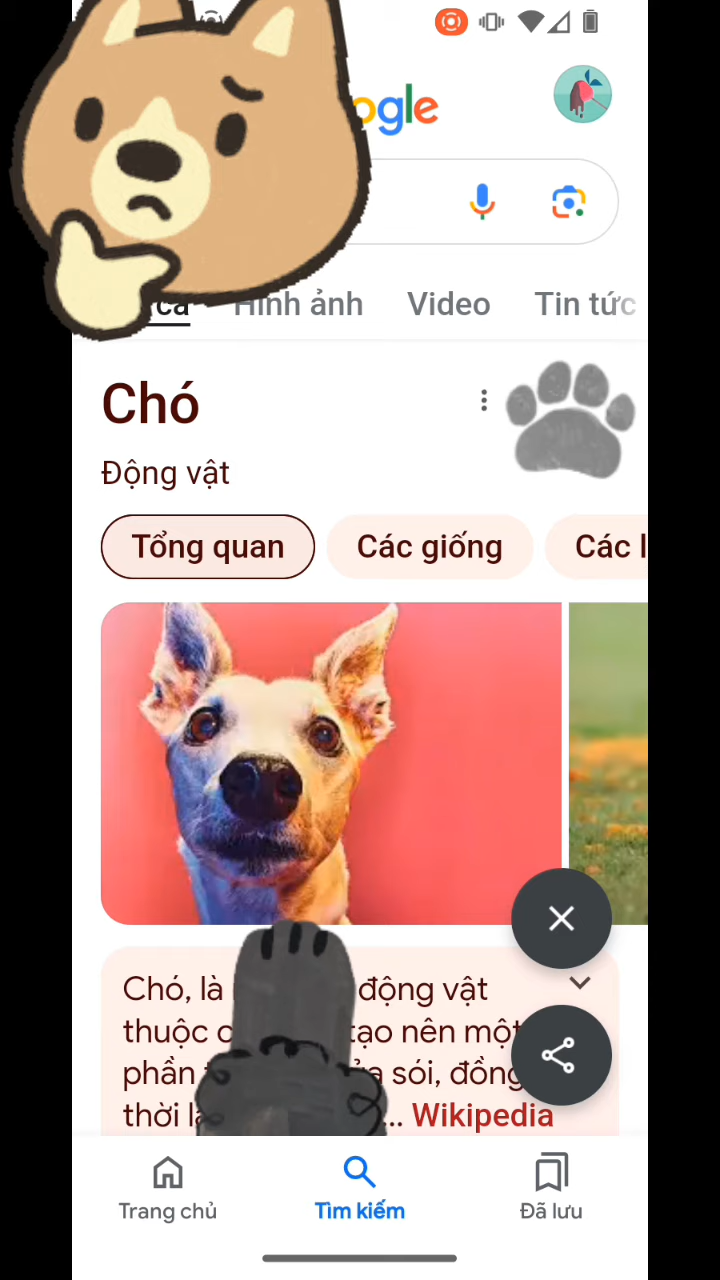 Hình ảnh
Video
Tin tức
Chó
Động vật
Tổng quan
Các giống
Các
Chó, là động vật
thuộc tạo nên một
phần sói, đồng
thời ... Wikipedia
Trang chủ
Tìm kiếm
Đã lưu